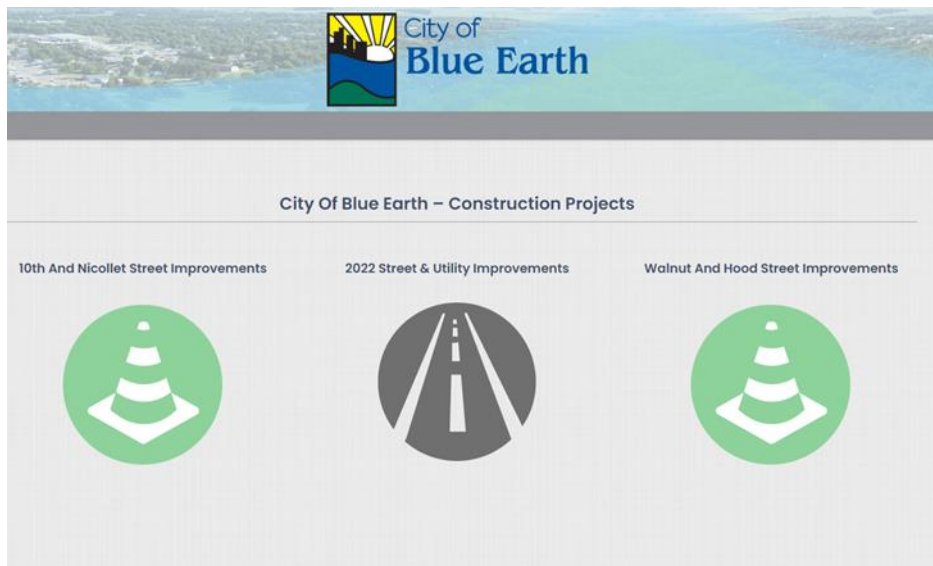 City of
Blue Earth
City Of Blue Earth – Construction Projects
10th And Nicollet Street Improvements
2022 Street & Utility Improvements
Walnut And Hood Street Improvements